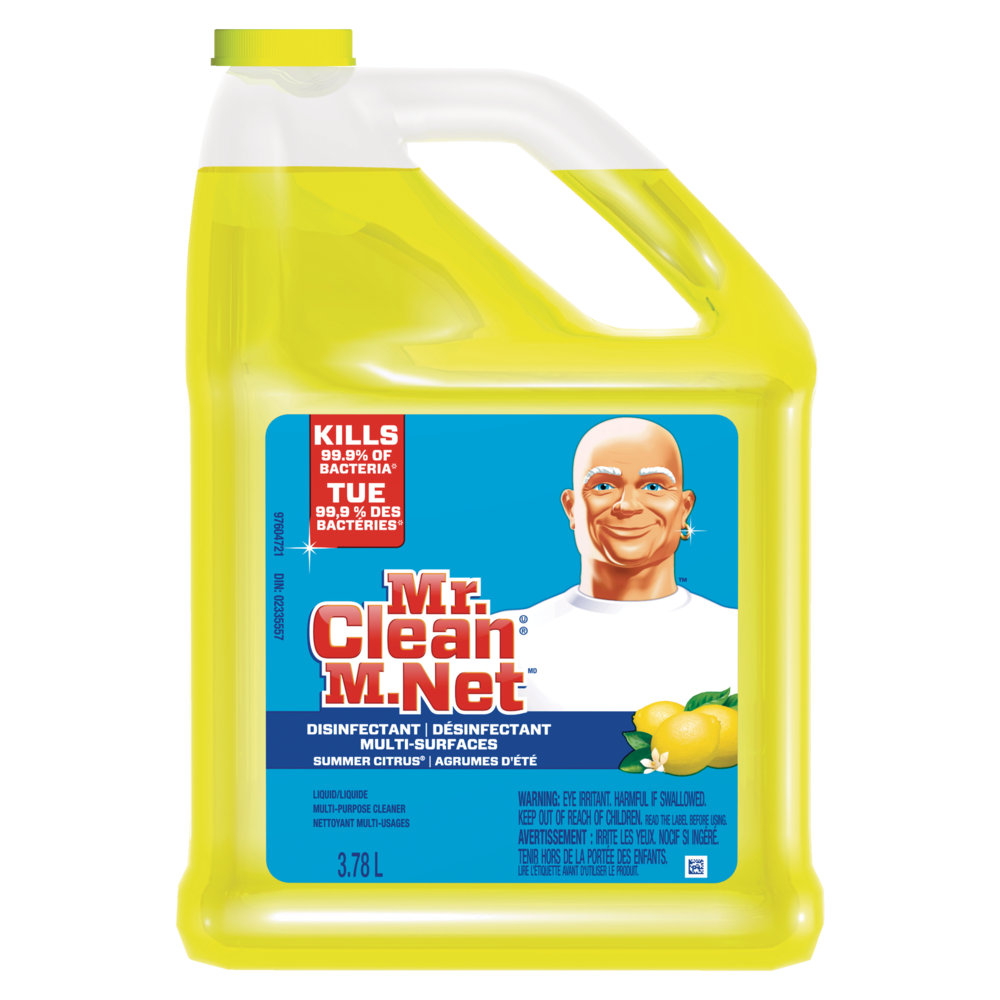 KILLS
99.9% OF
BACTERIA*
TUE
99,9 % DES
BACTÉRIES*
97604721 DIN: 02335557
Mr.
Clean
M.Net
® 
MD
TM
DISINFECTANT | DÉSINFECTANT
MULTI-SURFACES
SUMMER CITRUS® | AGRUMES D'ÉTÉ
LIQUID/LIQUIDE
MULTI-PURPOSE CLEANER
NETTOYANT MULTI-USAGES
3.78 L
WARNING: EYE IRRITANT. HARMFUL IF SWALLOWED.
KEEP OUT OF REACH OF CHILDREN. READ THE LABEL BEFORE USING.
AVERTISSEMENT : IRRITE LES YEUX. NOCIF SI INGÉRÉ.
TENIR HORS DE LA PORTÉE DES ENFANTS.
LIRE L'ÉTIQUETTE AVANT D'UTILISER LE PRODUIT.